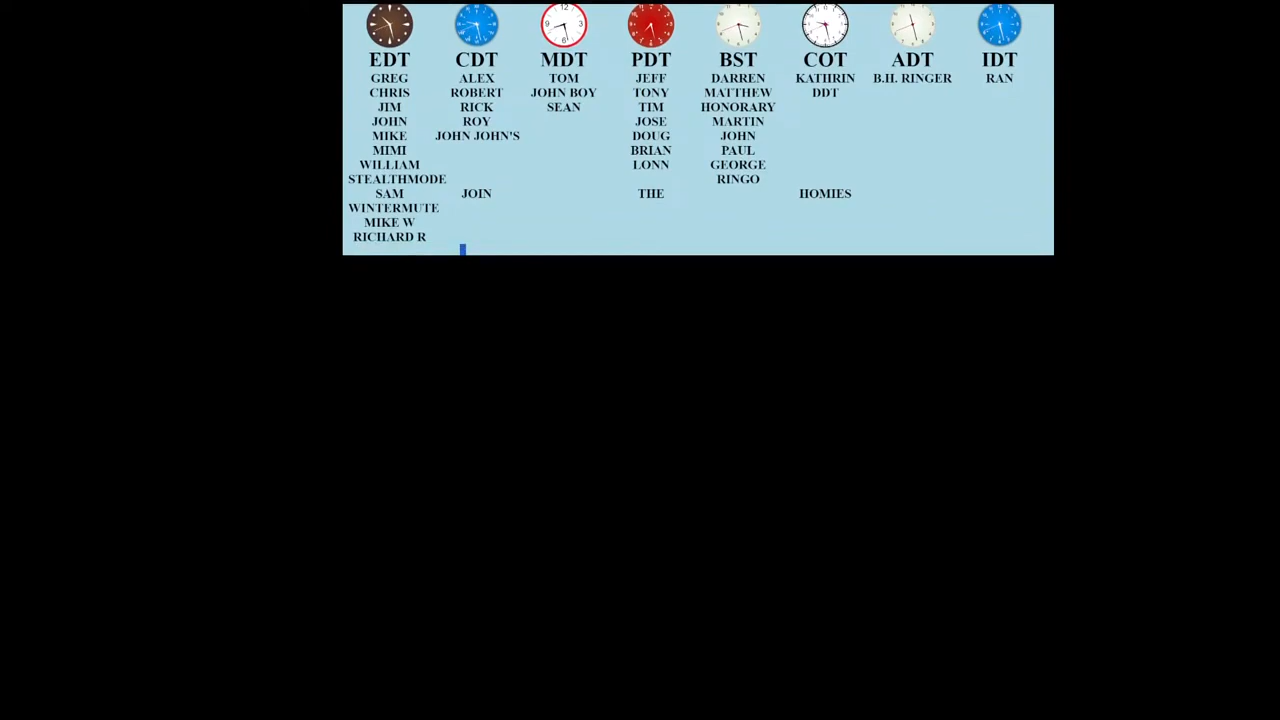 EDT CDT MDT PDT BST COT ADT IDT
GREG ALEX TOM JEFF DARREN KATHRIN B.H. RINGER RAN
CHRIS ROBERT JOHN BOY TONY MATTHEW DDT
JIM RICK SEAN TIM HONORARY
JOHN ROY JOSE MARTIN
MIKE JOHN JOHN'S DOUG JOHN
MIMI BRIAN PAUL
WILLIAM LONN GEORGE
STEALTHMODE RINGO
SAM JOIN THE HOMIES
WINTERMUTE
MIKE W
RICHARD R